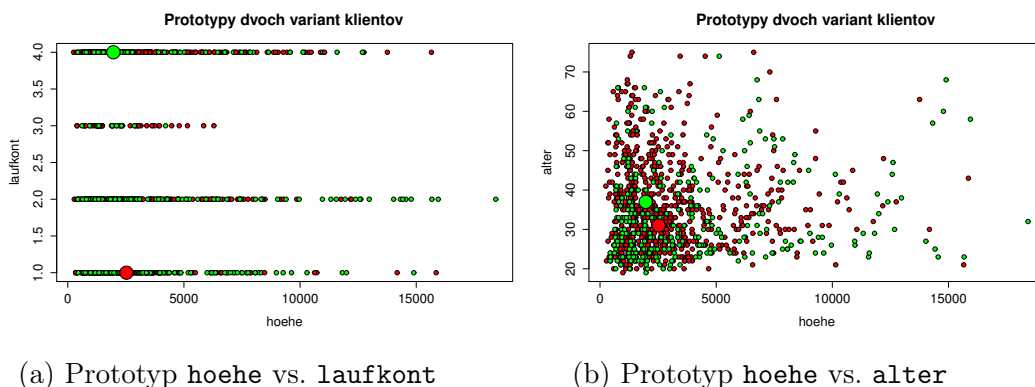 Prototypy dvoch variant klientov
laufkont
4.0
3.5
3.0
2.5
2.0
1.5
1.0
0 5000 10000 15000
hoehe
(a) Prototyp hoehe vs. laufkont
Prototypy dvoch variant klientov
alter
70
60
50
40
30
20
0 5000 10000 15000
hoehe
(b) Prototyp hoehe vs. alter